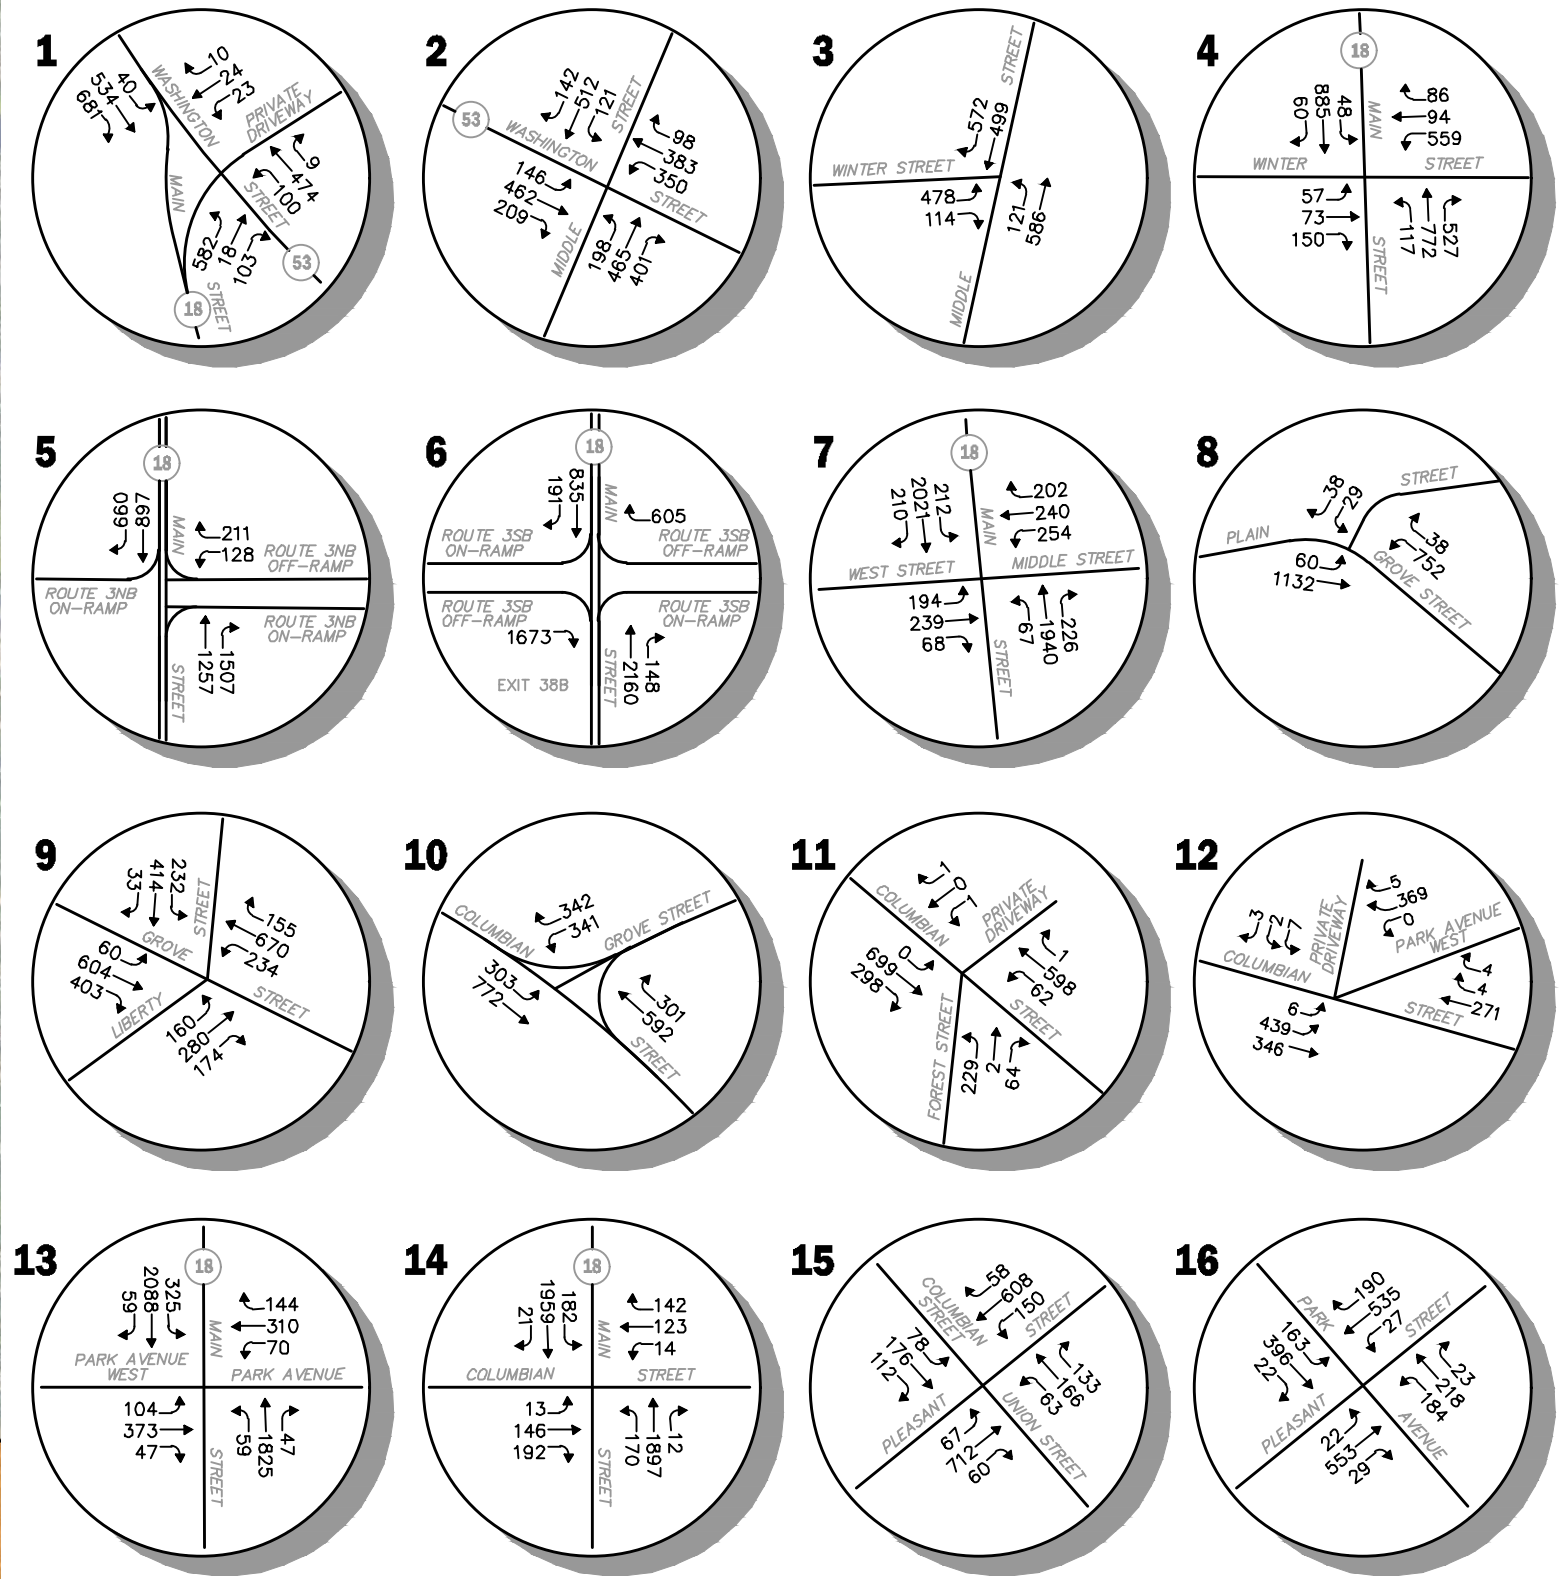 1
WASHINGTON
STREET
PRIVATE
DRIVEWAY
MAIN
STREET
18
53
40
534
681
10
24
23
9
474
100
582
18
103
2
53
WASHINGTON
STREET
MIDDLE
STREET
142
512
121
98
383
350
146
462
209
198
465
401
3
WINTER STREET
MIDDLE
STREET
572
499
478
114
121
586
4
18
MAIN
STREET
WINTER
STREET
60
885
48
86
94
559
57
73
150
117
772
527
5
18
MAIN
STREET
660
897
211
128
ROUTE 3NB
OFF-RAMP
ROUTE 3NB
ON-RAMP
ROUTE 3NB
ON-RAMP
1257
1507
6
18
MAIN
STREET
191
835
605
ROUTE 3SB
ON-RAMP
ROUTE 3SB
OFF-RAMP
ROUTE 3SB
OFF-RAMP
ROUTE 3SB
ON-RAMP
1673
EXIT 38B
2160
148
7
18
MAIN
STREET
210
2021
212
202
240
254
WEST STREET
MIDDLE STREET
194
239
68
67
1940
226
8
PLAIN
STREET
GROVE STREET
38
29
38
752
60
1132
9
GROVE
STREET
LIBERTY
STREET
33
414
232
155
670
234
60
604
403
160
280
174
10
COLUMBIAN
STREET
GROVE STREET
342
341
303
772
301
592
11
COLUMBIAN
STREET
PRIVATE
DRIVEWAY
FOREST STREET
1
0
1
0
699
298
1
598
62
229
2
64
12
COLUMBIAN
STREET
PRIVATE
DRIVEWAY
PARK AVENUE
WEST
3
2
7
5
369
0
4
4
271
6
439
346
13
18
MAIN
STREET
PARK AVENUE
WEST
PARK AVENUE
59
2088
325
144
310
70
104
373
47
59
1825
47
14
18
MAIN
STREET
COLUMBIAN
STREET
21
1959
182
142
123
14
13
146
192
170
1897
12
15
COLUMBIAN
STREET
UNION STREET
PLEASANT
STREET
58
608
150
78
176
112
133
166
63
67
712
60
16
PARK
AVENUE
PLEASANT
STREET
190
535
27
163
396
22
23
218
184
22
553
29